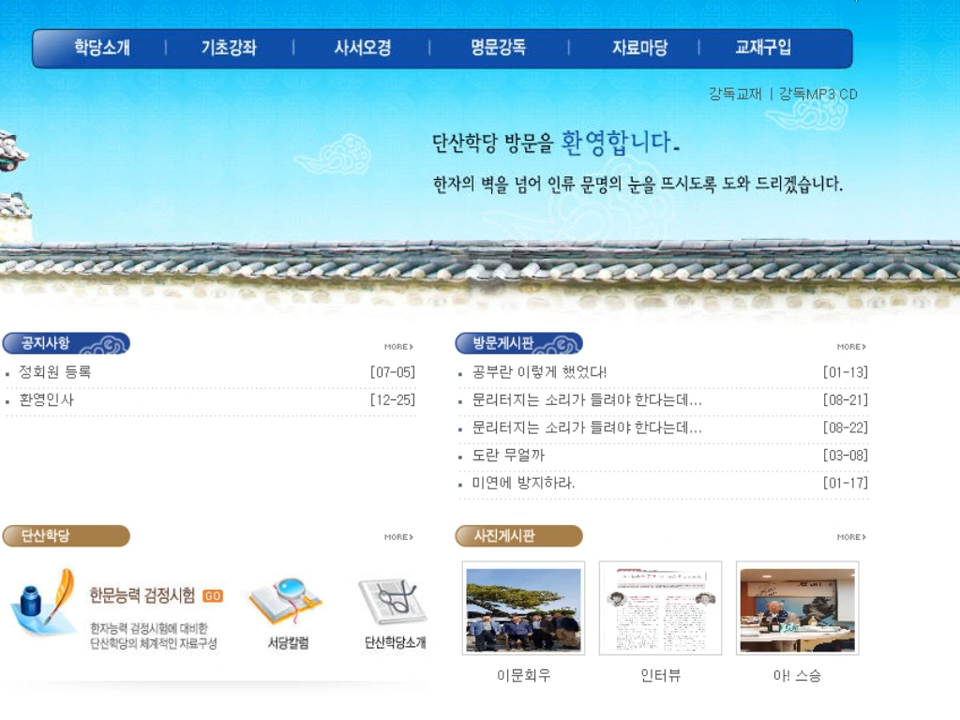 학당소개 | 기초강좌 | 사서오경 | 명문강독 | 자료마당 | 교재구입
강독교재 | 강독MP3 CD
단산학당 방문을 환영합니다.
한자의 벽을 넘어 인류 문명의 눈을 뜨시도록 도와 드리겠습니다.
공지사항 MORE
정회원 등록 [07-05]
환영인사 [12-25]
방문게시판 MORE
공부란 이렇게 했었다! [01-13]
문리터지는 소리가 들려야 한다는데... [08-21]
문리터지는 소리가 들려야 한다는데... [08-22]
도란 무얼까 [03-08]
미연에 방지하라. [01-17]
단산학당 MORE
한문능력 검정시험 GO
한자능력 검정시험에 대비한
단산학당의 체계적인 자료구성
서당칼럼
단산학당소개
사진게시판 MORE
이문회우
인터뷰
아! 스승